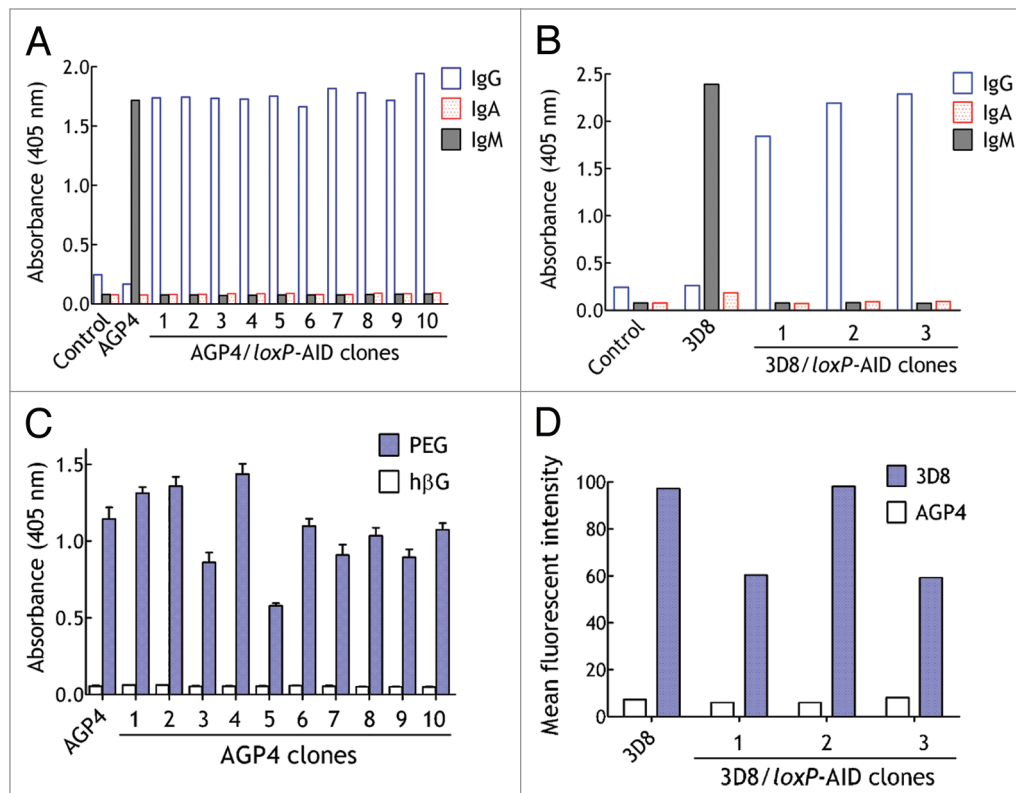 A
Absorbance (405 nm)
2.0
1.5
1.0
0.5
0.0
IgG
IgA
IgM
Control
AGP4
1 2 3 4 5 6 7 8 9 10
AGP4/loxP-AID clones
B
Absorbance (405 nm)
2.5
2.0
1.5
1.0
0.5
0.0
IgG
IgA
IgM
Control
3D8
1 2 3
3D8/loxP-AID clones
C
Absorbance (405 nm)
1.5
1.0
0.5
0.0
PEG
hβG
AGP4
1 2 3 4 5 6 7 8 9 10
AGP4 clones
D
Mean fluorescent intensity
100
80
60
40
20
0
3D8
AGP4
3D8
1 2 3
3D8/loxP-AID clones